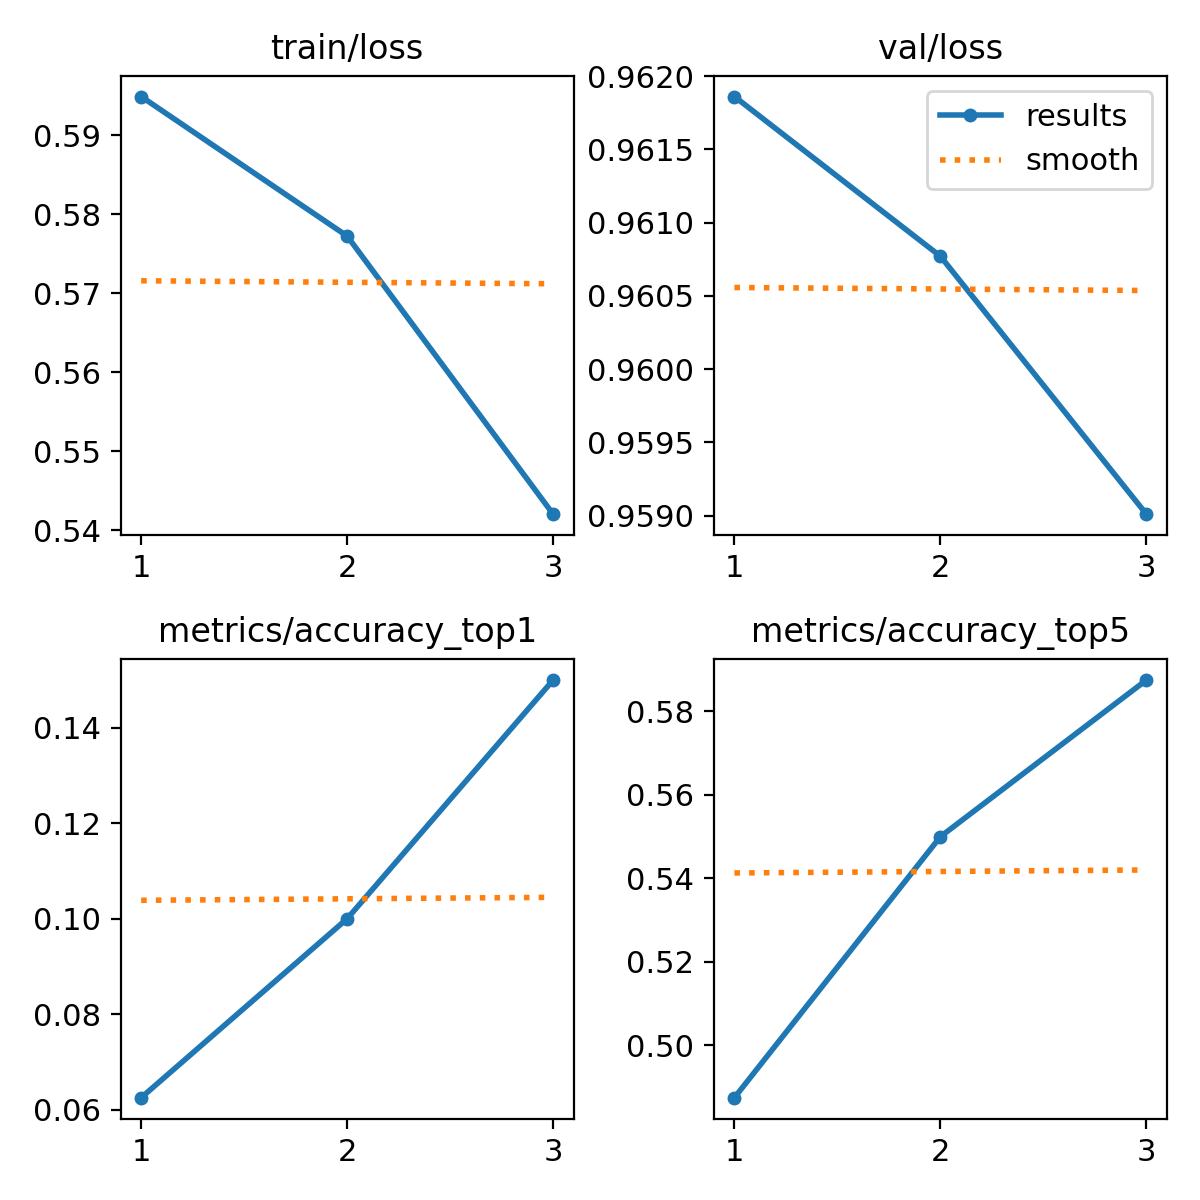 train/loss
0.59
0.58
0.57
0.56
0.55
0.54
1 2 3
val/loss
0.9620
0.9615
0.9610
0.9605
0.9600
0.9595
0.9590
results
smooth
1 2 3
metrics/accuracy_top1
0.14
0.12
0.10
0.08
0.06
1 2 3
metrics/accuracy_top5
0.58
0.56
0.54
0.52
0.50
1 2 3